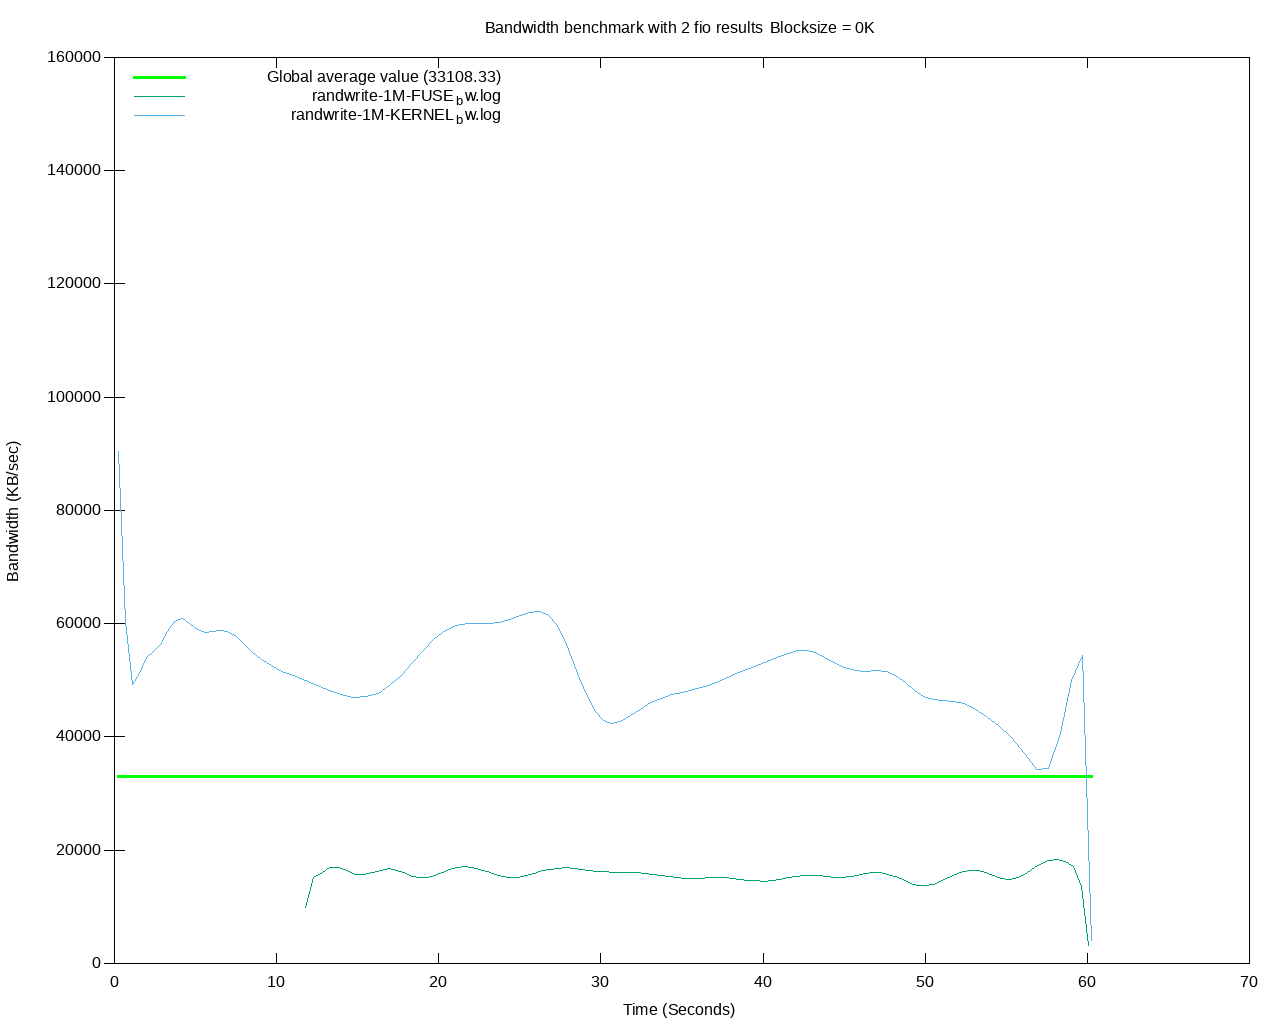 Bandwidth benchmark with 2 fio results Blocksize = 0K
160000
Global average value (33108.33)
randwrite-1M-FUSE_bw.log
randwrite-1M-KERNEL_bw.log
140000
120000
100000
80000
60000
40000
20000
0
Bandwidth (KB/sec)
0 10 20 30 40 50 60 70
Time (Seconds)